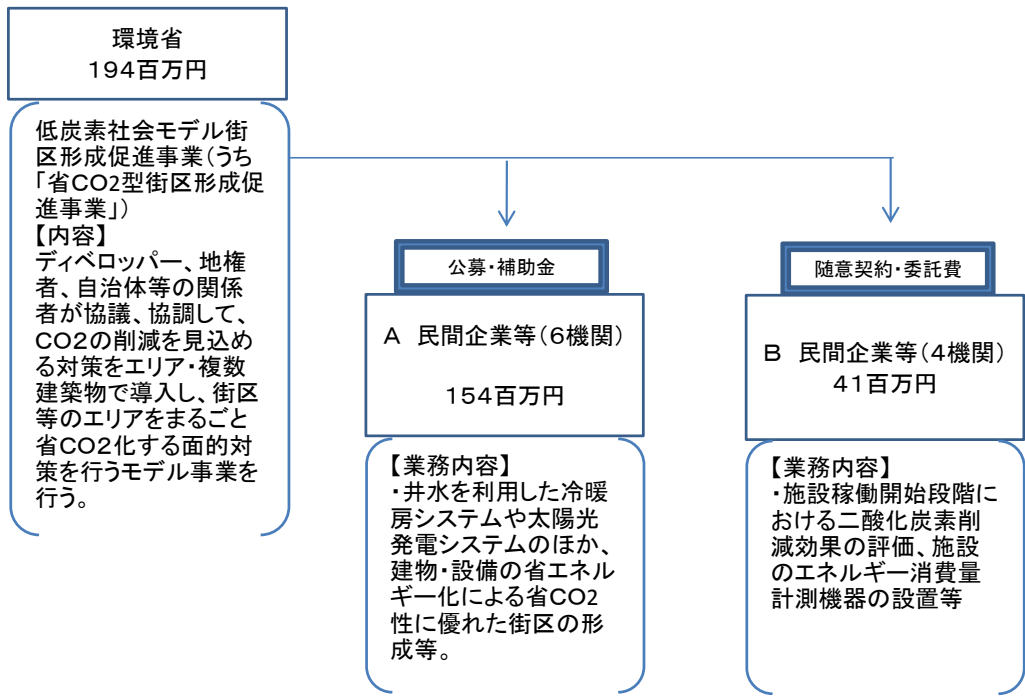 環境省
194百万円
低炭素社会モデル街
区形成促進事業(うち
「省CO2型街区形成促
進事業」)
【内容】
ディベロッパー、地権
者、自治体等の関係
者が協議、協調して、
CO2の削減を見込め
る対策をエリア・複数
建築物で導入し、街区
等のエリアをまるごと
省CO2化する面的対
策を行うモデル事業を
行う。
公募・補助金
A 民間企業等(6機関)
154百万円
【業務内容】
・井水を利用した冷暖
房システムや太陽光
発電システムのほか、
建物・設備の省エネル
ギー化による省CO2
性に優れた街区の形
成等。
随意契約・委託費
B 民間企業等(4機関)
41百万円
【業務内容】
・施設稼働開始段階に
おける二酸化炭素削
減効果の評価、施設
のエネルギー消費量
計測機器の設置等